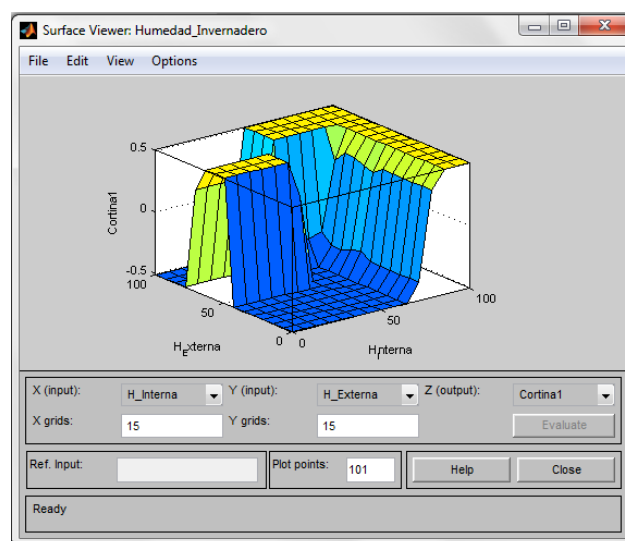 Surface Viewer: Humedad_Invernadero
File Edit View Options
0.5
0
-0.5
100
50
0
0
50
100
Cortina1
H_Externa
H_Interna
X (input): H_Interna Y (input): H_Externa Z (output): Cortina1
X grids: 15 Y grids: 15 Evaluate
Ref. Input: Plot points: 101 Help Close
Ready